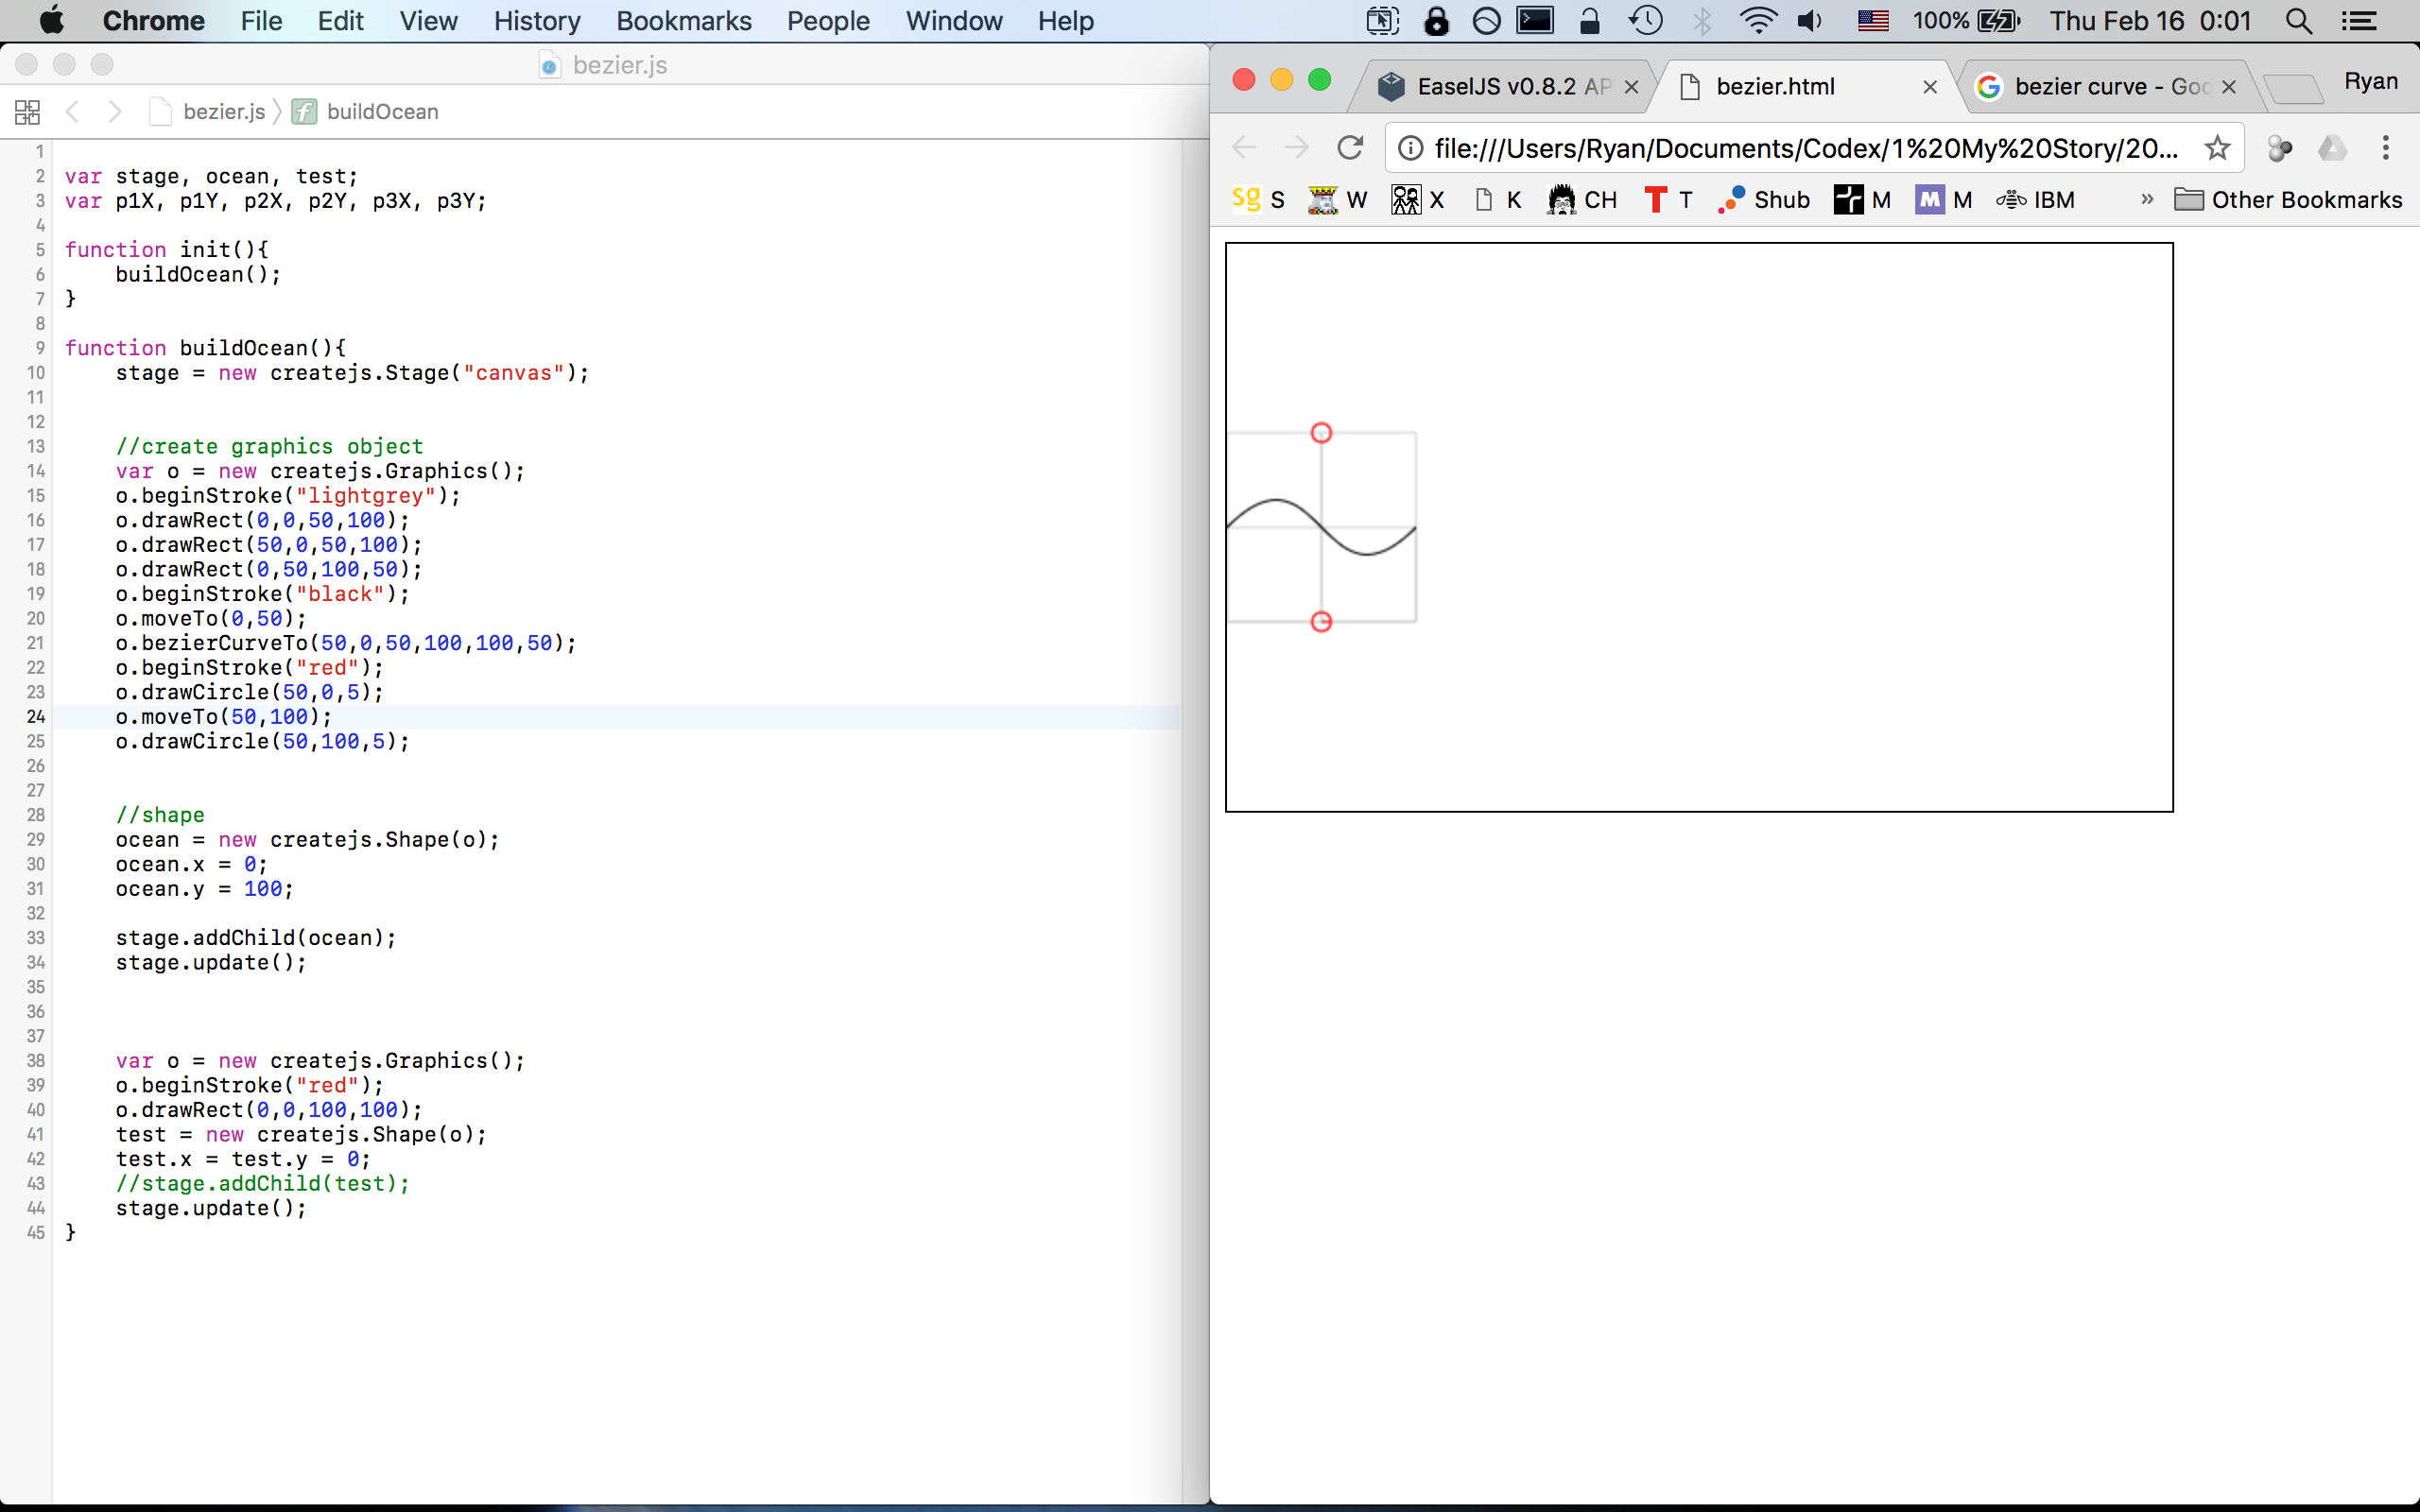 Chrome File Edit View History Bookmarks People Window Help 100% Thu Feb 16 0:01
bezier.js
bezier.js buildOcean
1
2 var stage, ocean, test;
3 var p1X, p1Y, p2X, p2Y, p3X, p3Y;
4
5 function init(){
6 buildOcean();
7 }
8
9 function buildOcean(){
10 stage = new createjs.Stage("canvas");
11
12
13 //create graphics object
14 var o = new createjs.Graphics();
15 o.beginStroke("lightgrey");
16 o.drawRect(0,0,50,100);
17 o.drawRect(50,0,50,100);
18 o.drawRect(0,50,100,50);
19 o.beginStroke("black");
20 o.moveTo(0,50);
21 o.bezierCurveTo(50,0,50,100,100,50);
22 o.beginStroke("red");
23 o.drawCircle(50,0,5);
24 o.moveTo(50,100);
25 o.drawCircle(50,100,5);
26
27
28 //shape
29 ocean = new createjs.Shape(o);
30 ocean.x = 0;
31 ocean.y = 100;
32
33 stage.addChild(ocean);
34 stage.update();
35
36
37
38 var o = new createjs.Graphics();
39 o.beginStroke("red");
40 o.drawRect(0,0,100,100);
41 test = new createjs.Shape(o);
42 test.x = test.y = 0;
43 //stage.addChild(test);
44 stage.update();
45 }
EaselJS v0.8.2 AP bezier.html bezier curve - Goo Ryan
file:///Users/Ryan/Documents/Codex/1%20My%20Story/20...
sg S W X K CH T T Shub M M M IBM » Other Bookmarks